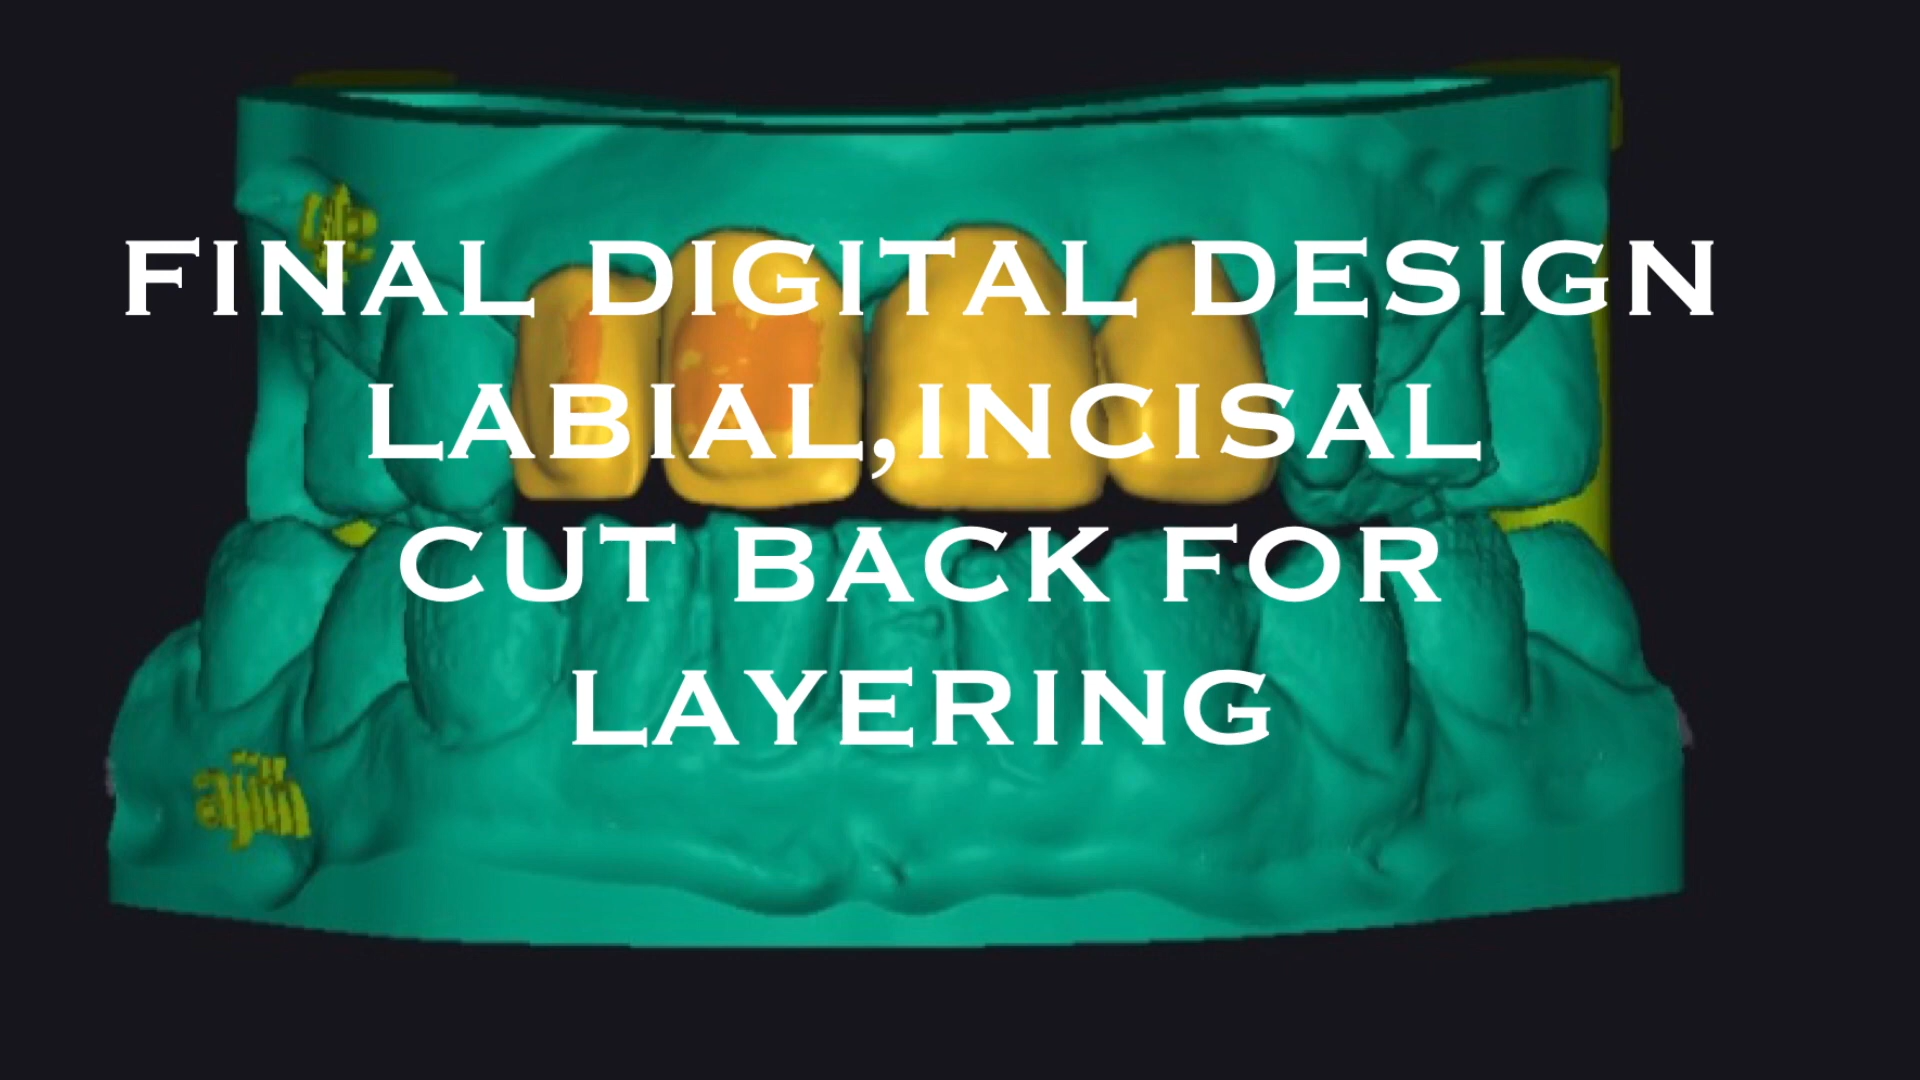 FINAL DIGITAL DESIGN
LABIAL,INCISAL
CUT BACK FOR
LAYERING